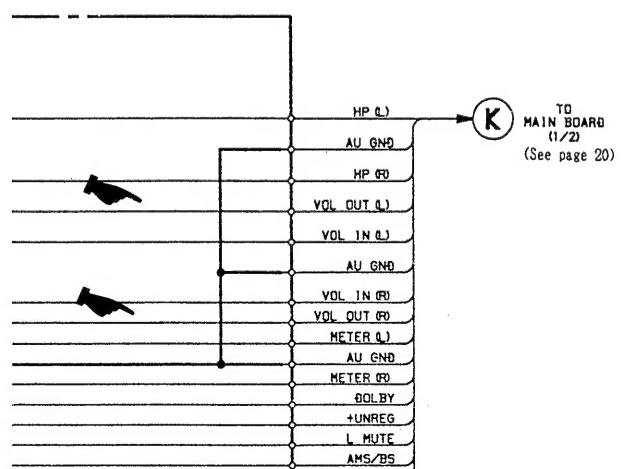 HP (L)
K
TO
MAIN BOARD
(1/2)
(See page 20)
AU GND
HP (R)
VOL OUT (L)
VOL IN (L)
AU GND
VOL IN (R)
VOL OUT (R)
METER (L)
AU GND
METER (R)
DOLBY
+UNREG
L MUTE
AMS/BS